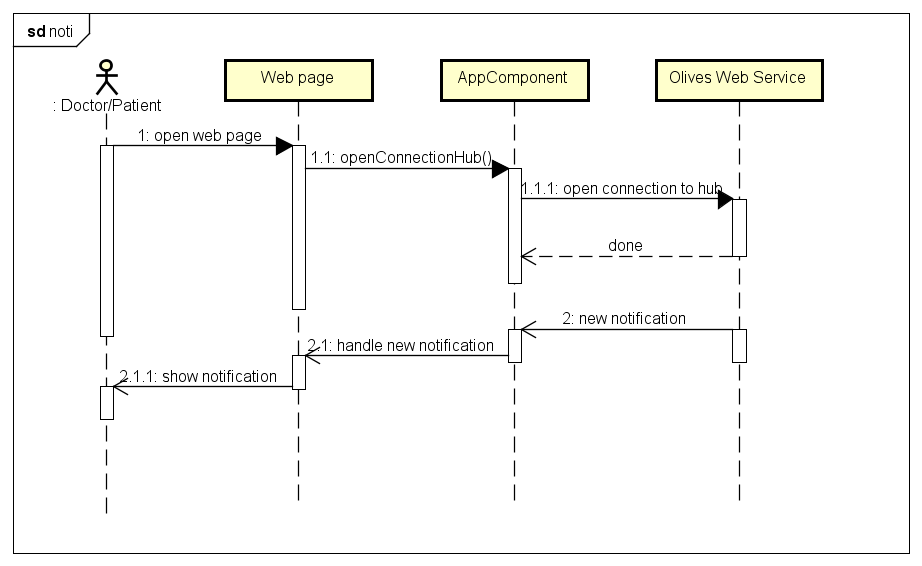 sd noti
: Doctor/Patient
Web page
AppComponent
Olives Web Service
1: open web page
1.1: openConnectionHub()
1.1.1: open connection to hub
done
2: new notification
2.1: handle new notification
2.1.1: show notification